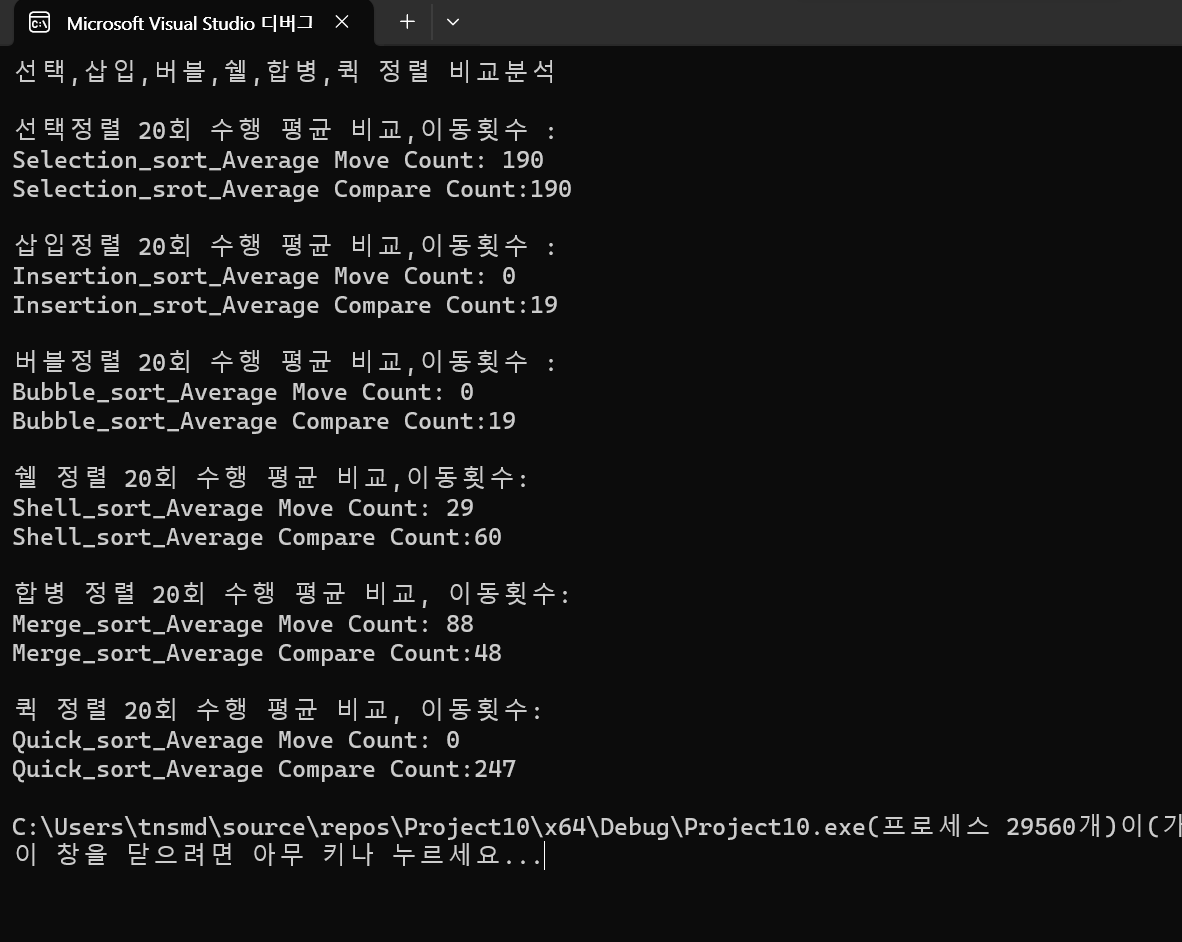 Microsoft Visual Studio 디버그
선택,삽입,버블,쉘,합병,퀵 정렬 비교분석
선택정렬 20회 수행 평균 비교,이동횟수 :
Selection_sort_Average Move Count: 190
Selection_srot_Average Compare Count:190
삽입정렬 20회 수행 평균 비교,이동횟수 :
Insertion_sort_Average Move Count: 0
Insertion_srot_Average Compare Count:19
버블정렬 20회 수행 평균 비교,이동횟수 :
Bubble_sort_Average Move Count: 0
Bubble_sort_Average Compare Count:19
쉘 정렬 20회 수행 평균 비교,이동횟수:
Shell_sort_Average Move Count: 29
Shell_sort_Average Compare Count:60
합병 정렬 20회 수행 평균 비교, 이동횟수:
Merge_sort_Average Move Count: 88
Merge_sort_Average Compare Count:48
퀵 정렬 20회 수행 평균 비교, 이동횟수:
Quick_sort_Average Move Count: 0
Quick_sort_Average Compare Count:247
C:\Users\tnsmd\source\repos\Project10\x64\Debug\Project10.exe(프로세스 29560개)이(가
이 창을 닫으려면 아무 키나 누르세요...